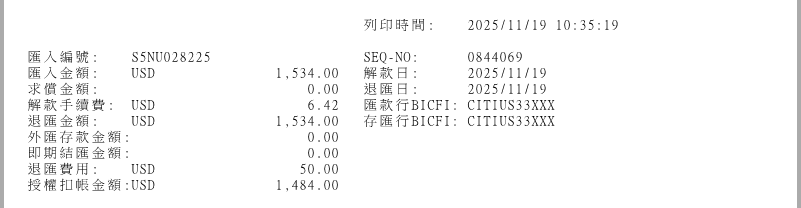 列印時間: 2025/11/19 10:35:19
匯入編號: S5NU028225 SEQ-NO: 0844069
匯入金額: USD 1,534.00 解款日: 2025/11/19
求償金額: 0.00 退匯日: 2025/11/19
解款手續費: USD 6.42 匯款行BICFI: CITIUS33XXX
退匯金額: USD 1,534.00 存匯行BICFI: CITIUS33XXX
外匯存款金額: 0.00
即期結匯金額: 0.00
退匯費用: USD 50.00
授權扣帳金額:USD 1,484.00